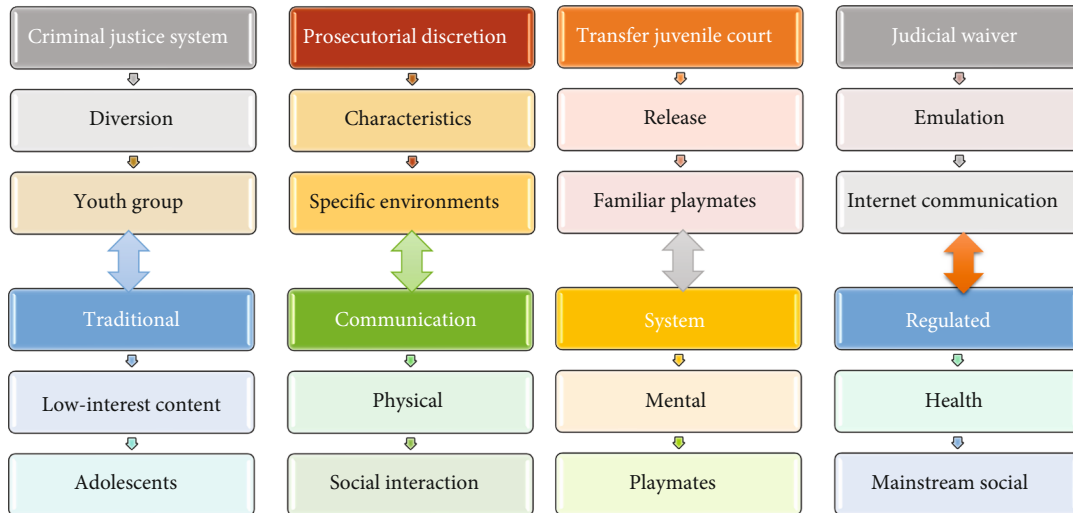 Criminal justice system
Prosecutorial discretion
Transfer juvenile court
Judicial waiver
Diversion
Characteristics
Release
Emulation
Youth group
Specific environments
Familiar playmates
Internet communication
Traditional
Communication
System
Regulated
Low-interest content
Physical
Mental
Health
Adolescents
Social interaction
Playmates
Mainstream social